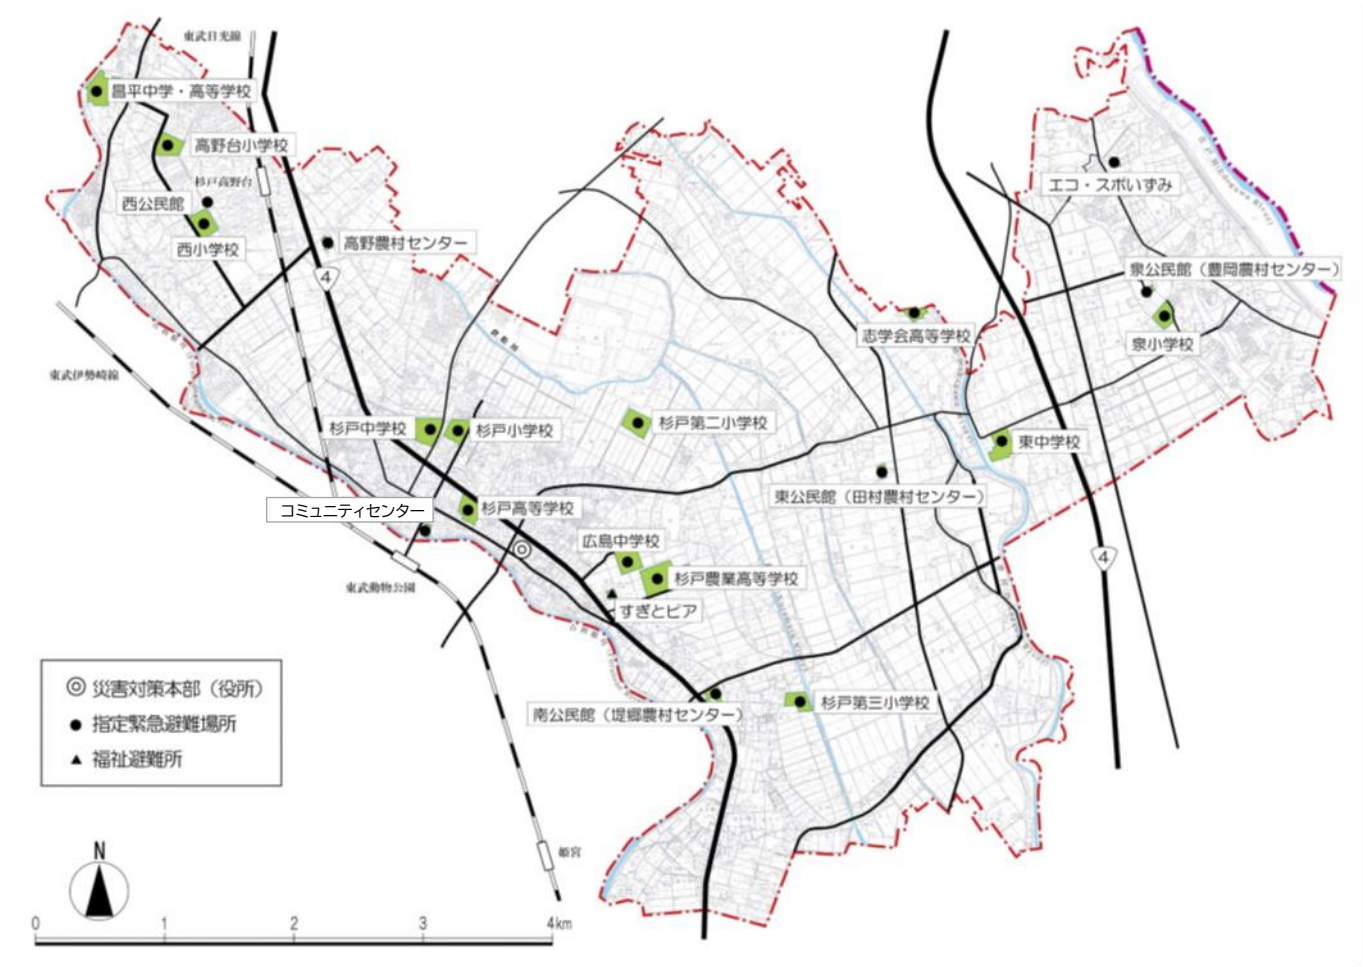 東武日光線
昌平中学・高等学校
高野台小学校
杉戸高野台
西公民館
西小学校
高野農村センター
4
エコ・スポいずみ
泉公民館（豊岡農村センター）
泉小学校
志学会高等学校
東武伊勢崎線
倉松川
杉戸中学校
杉戸小学校
杉戸第二小学校
東中学校
東公民館（田村農村センター）
コミュニティセンター
杉戸高等学校
広島中学校
杉戸農業高等学校
すぎとピア
4
東武動物公園
南公民館（堤郷農村センター）
杉戸第三小学校
災害対策本部（役所）
指定緊急避難場所
福祉避難所
姫宮
N
0 1 2 3 4km